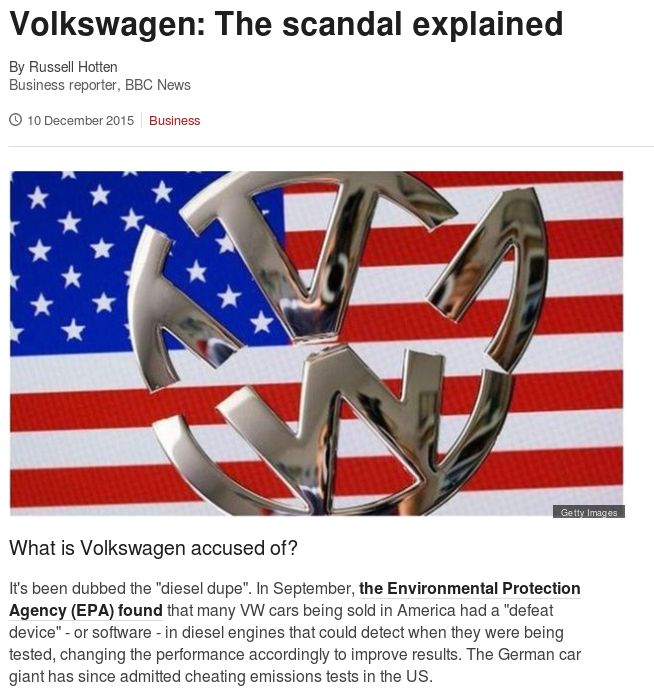 Volkswagen: The scandal explained
By Russell Hotten
Business reporter, BBC News
10 December 2015 Business
Getty Images
What is Volkswagen accused of?
It's been dubbed the "diesel dupe". In September, the Environmental Protection
Agency (EPA) found that many VW cars being sold in America had a "defeat
device" - or software - in diesel engines that could detect when they were being
tested, changing the performance accordingly to improve results. The German car
giant has since admitted cheating emissions tests in the US.